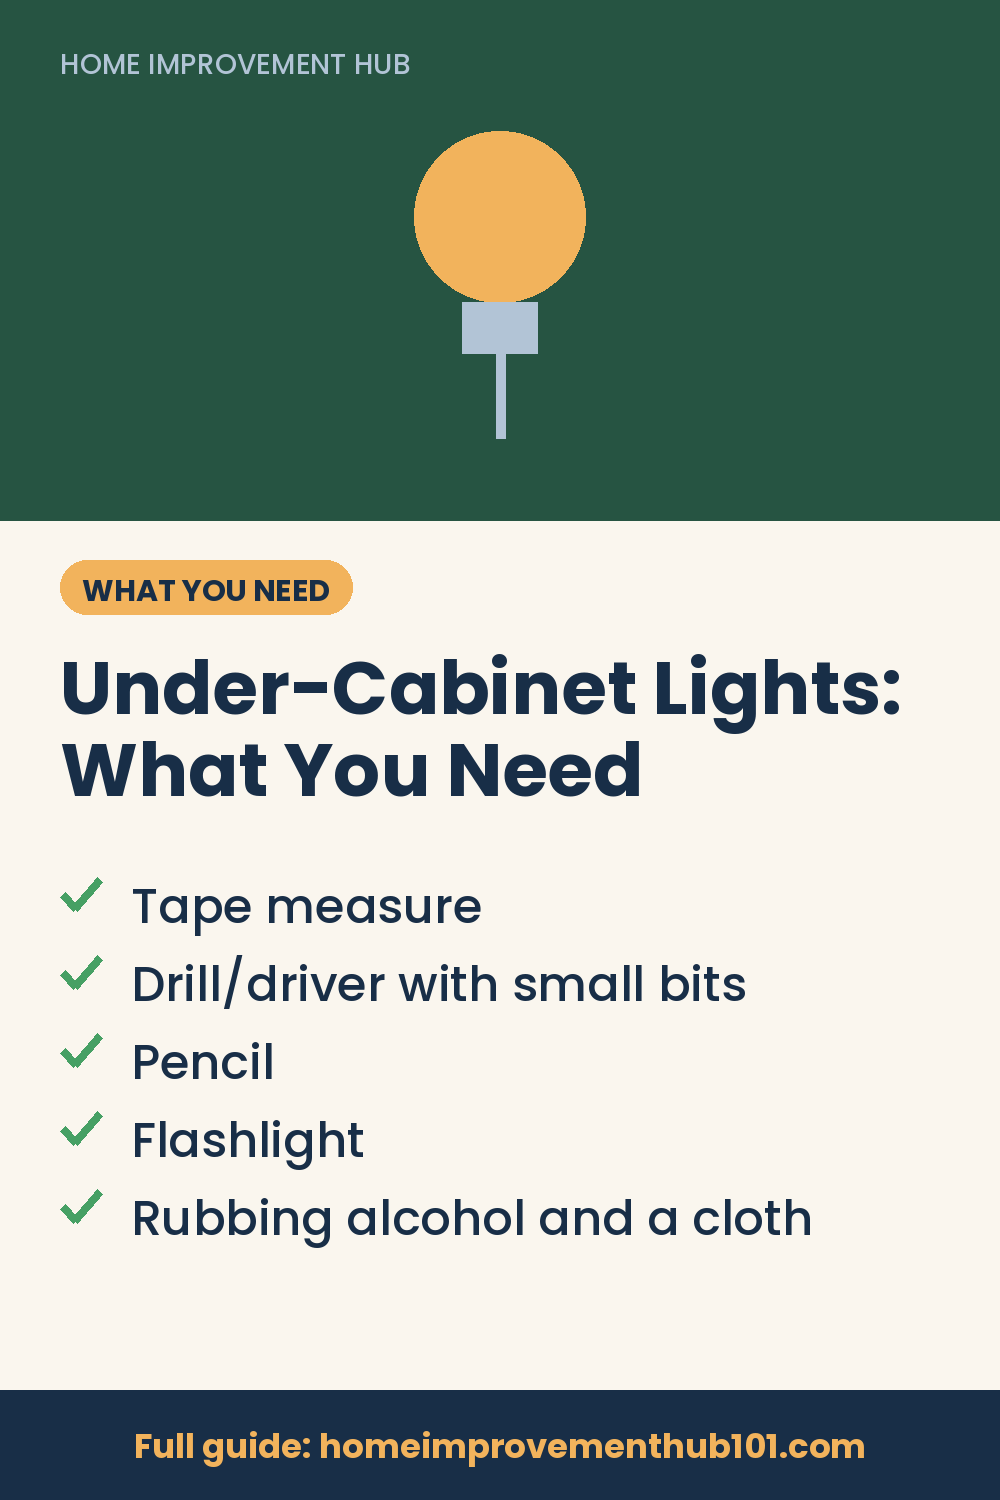 HOME IMPROVEMENT HUB
WHAT YOU NEED
Under-Cabinet Lights:
What You Need
Tape measure
Drill/driver with small bits
Pencil
Flashlight
Rubbing alcohol and a cloth
Full guide: homeimprovementhub101.com